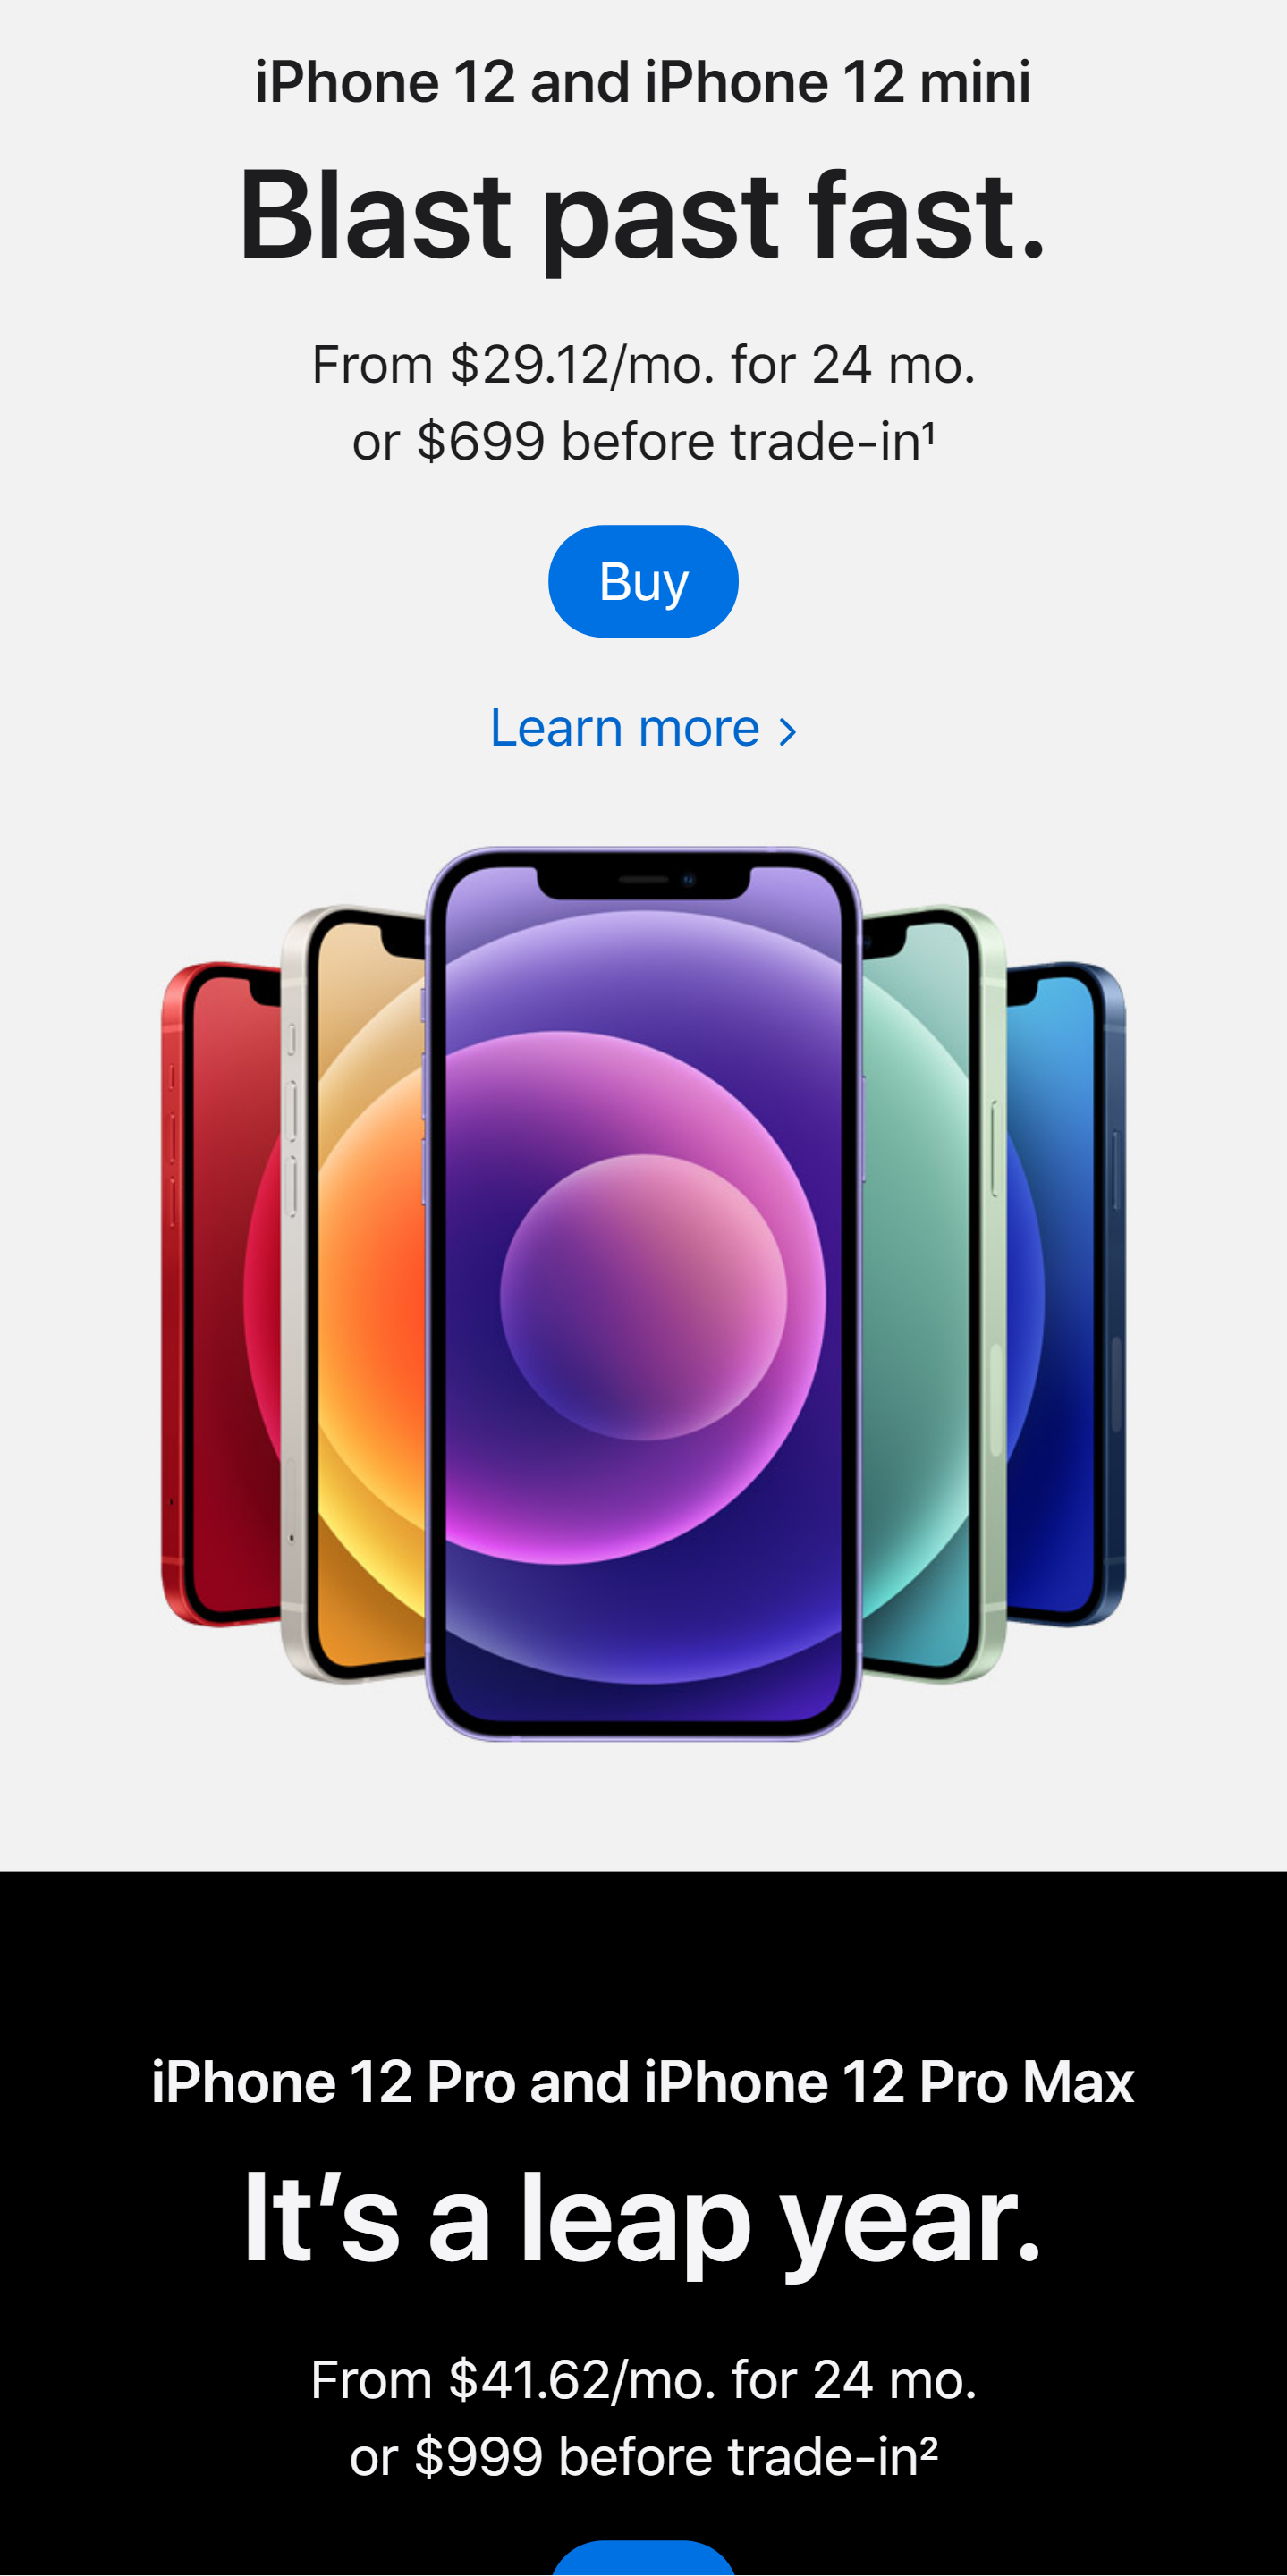 iPhone 12 and iPhone 12 mini
Blast past fast.
From $29.12/mo. for 24 mo.
or $699 before trade-in¹
Buy
Learn more >
iPhone 12 Pro and iPhone 12 Pro Max
It’s a leap year.
From $41.62/mo. for 24 mo.
or $999 before trade-in²